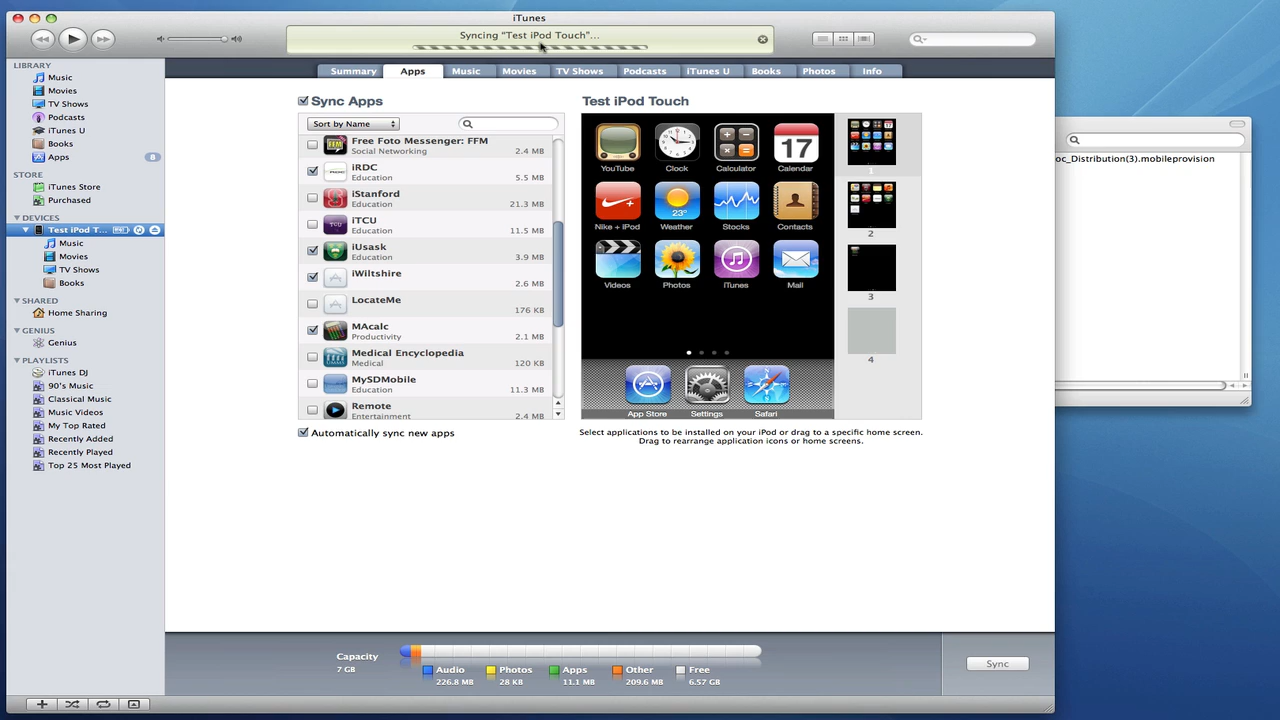 iTunes
Syncing "Test iPod Touch"...
LIBRARY
Music
Movies
TV Shows
Podcasts
iTunes U
Books
Apps 8
STORE
iTunes Store
Purchased
DEVICES
Test iPod T...
Music
Movies
TV Shows
Books
SHARED
Home Sharing
GENIUS
Genius
PLAYLISTS
iTunes DJ
90's Music
Classical Music
Music Videos
My Top Rated
Recently Added
Recently Played
Top 25 Most Played
Summary Apps Music Movies TV Shows Podcasts iTunes U Books Photos Info
Sync Apps
Sort by Name
Free Foto Messenger: FFM
Social Networking 2.4 MB
iRDC
Education 5.5 MB
iStanford
Education 21.3 MB
iTCU
Education 11.5 MB
iUsask
Education 3.9 MB
iWiltshire
2.6 MB
LocateMe
176 KB
MAcalc
Productivity 2.1 MB
Medical Encyclopedia
Medical 120 KB
MySDMobile
Education 11.3 MB
Remote
Entertainment 2.4 MB
Automatically sync new apps
Test iPod Touch
17
YouTube Clock Calculator Calendar
23°
Nike + iPod Weather Stocks Contacts
Videos Photos iTunes Mail
App Store Settings Safari
1
2
3
4
Select applications to be installed on your iPod or drag to a specific home screen.
Drag to rearrange application icons or home screens.
oc_Distribution(3).mobileprovision
Capacity
7 GB
Audio Photos Apps Other Free
226.8 MB 28 KB 11.1 MB 209.6 MB 6.57 GB
Sync